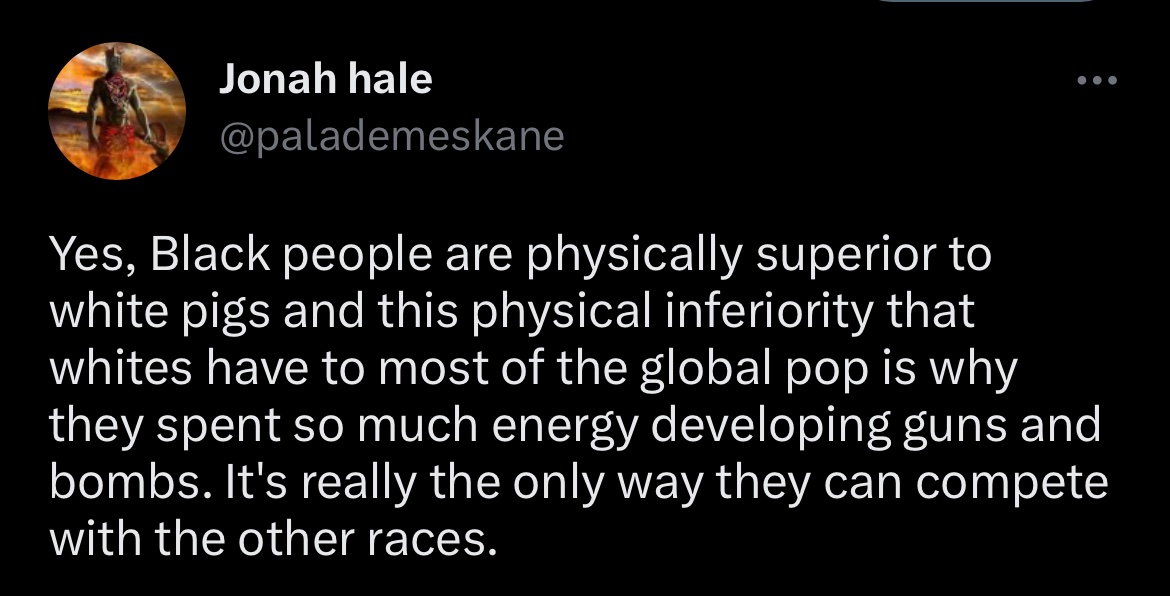 Jonah hale
@palademeskane
Yes, Black people are physically superior to
white pigs and this physical inferiority that
whites have to most of the global pop is why
they spent so much energy developing guns and
bombs. It's really the only way they can compete
with the other races.